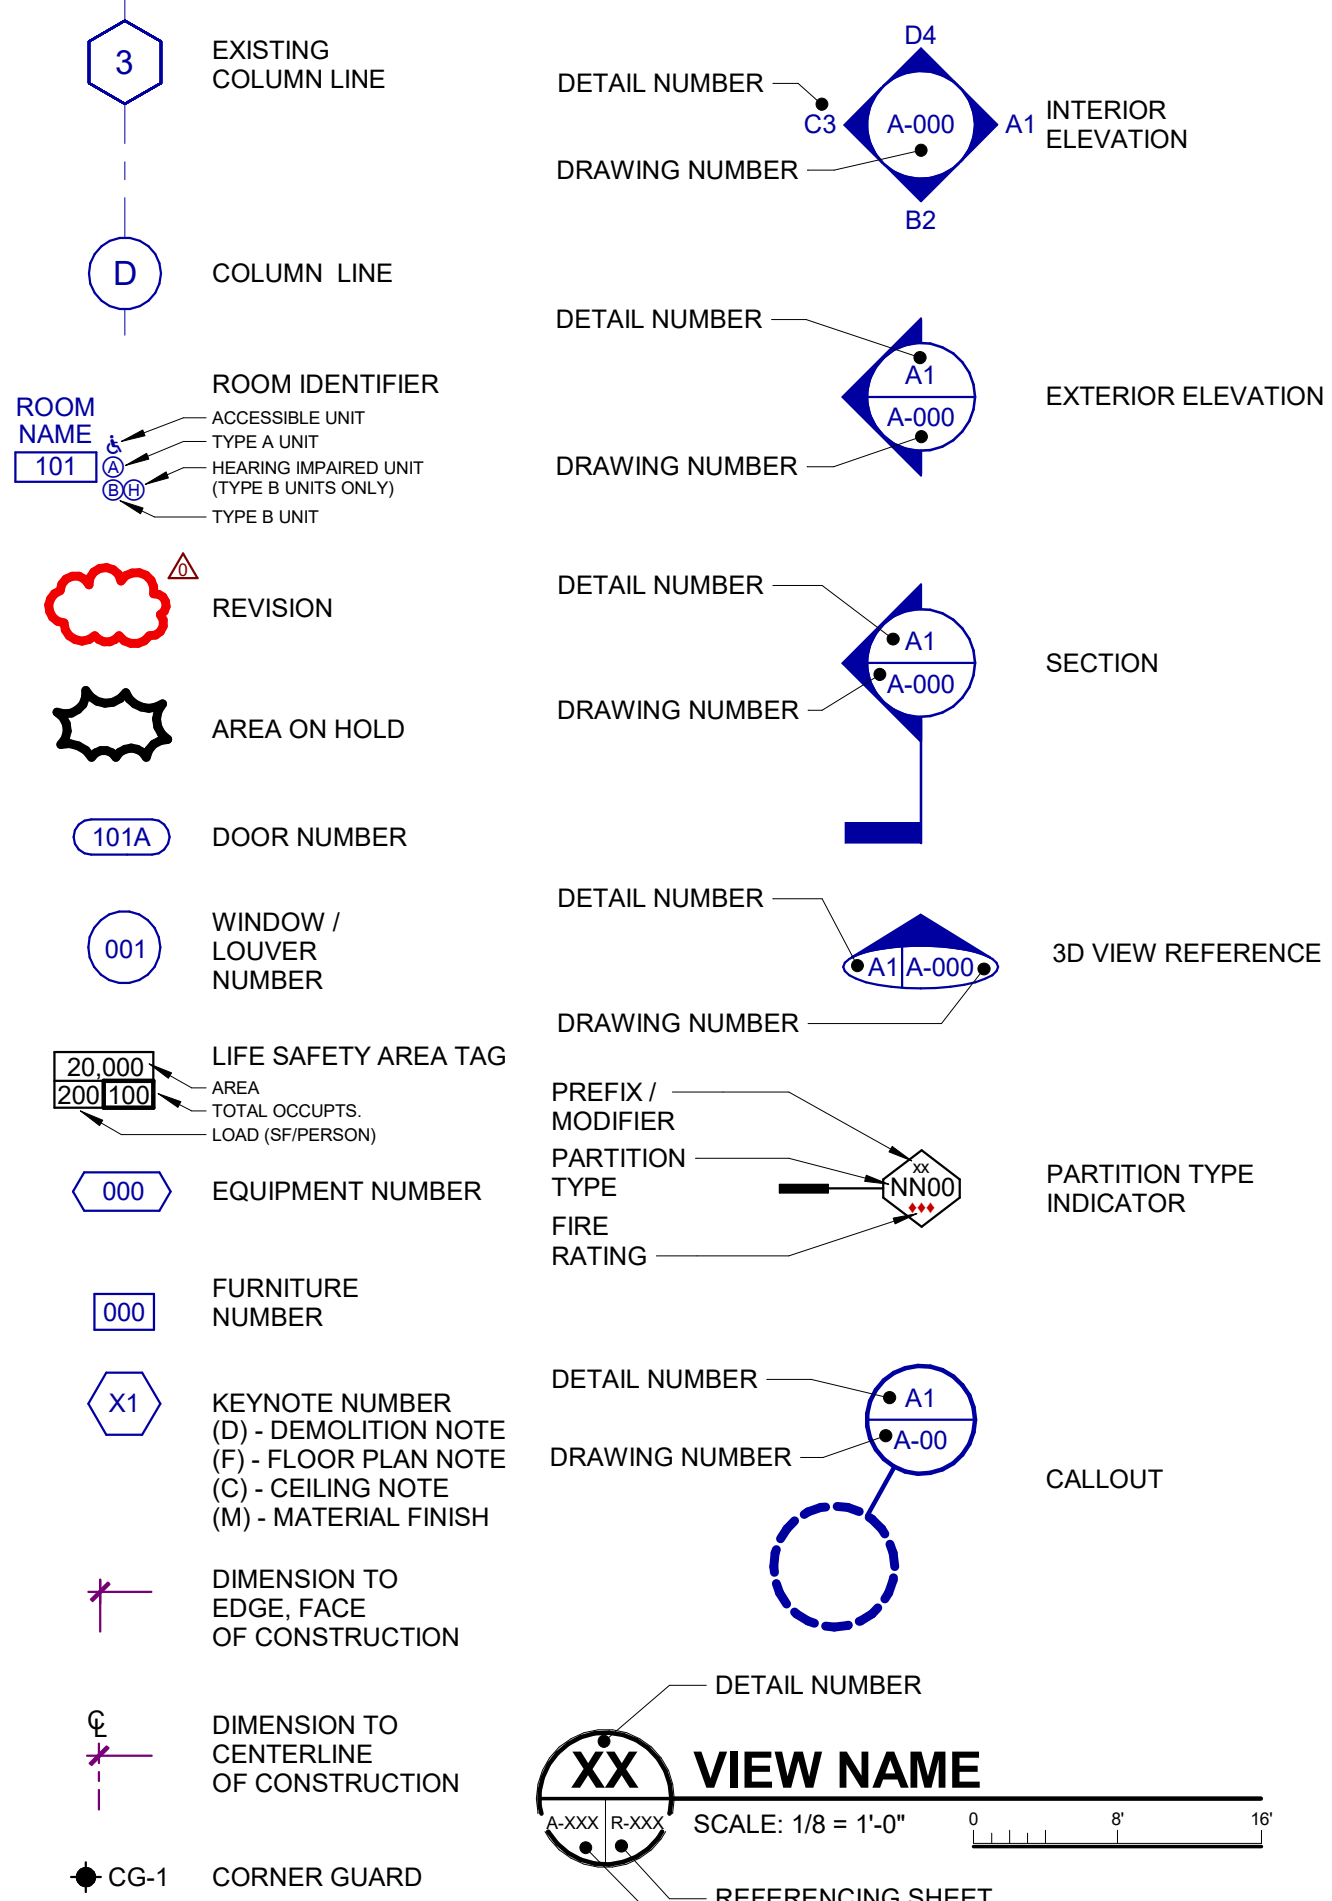 3
EXISTING
COLUMN LINE
D
COLUMN LINE
ROOM IDENTIFIER
ROOM
NAME
101
ACCESSIBLE UNIT
A
TYPE A UNIT
B H
HEARING IMPAIRED UNIT
(TYPE B UNITS ONLY)
TYPE B UNIT
0
REVISION
AREA ON HOLD
101A
DOOR NUMBER
001
WINDOW /
LOUVER
NUMBER
LIFE SAFETY AREA TAG
20,000
200 100
AREA
TOTAL OCCUPTS.
LOAD (SF/PERSON)
000
EQUIPMENT NUMBER
000
FURNITURE
NUMBER
X1
KEYNOTE NUMBER
(D) - DEMOLITION NOTE
(F) - FLOOR PLAN NOTE
(C) - CEILING NOTE
(M) - MATERIAL FINISH
DIMENSION TO
EDGE, FACE
OF CONSTRUCTION
℄
DIMENSION TO
CENTERLINE
OF CONSTRUCTION
CG-1
CORNER GUARD
D4
DETAIL NUMBER
C3
A-000
A1
INTERIOR
ELEVATION
DRAWING NUMBER
B2
DETAIL NUMBER
A1
A-000
EXTERIOR ELEVATION
DRAWING NUMBER
DETAIL NUMBER
A1
A-000
SECTION
DRAWING NUMBER
DETAIL NUMBER
A1 A-000
3D VIEW REFERENCE
DRAWING NUMBER
PREFIX /
MODIFIER
PARTITION
TYPE
FIRE
RATING
XX
NN00
PARTITION TYPE
INDICATOR
DETAIL NUMBER
A1
DRAWING NUMBER
A-00
CALLOUT
DETAIL NUMBER
XX
VIEW NAME
A-XXX R-XXX
SCALE: 1/8 = 1'-0"
0 8' 16'
REFERENCING SHEET